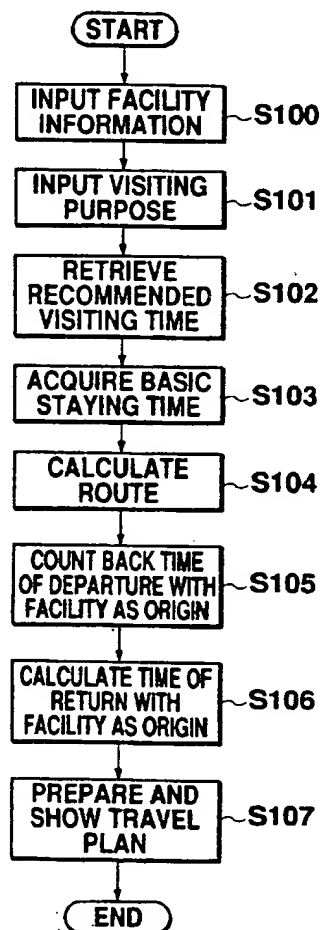 START
INPUT FACILITY
INFORMATION
S100
INPUT VISITING
PURPOSE
S101
RETRIEVE
RECOMMENDED
VISITING TIME
S102
ACQUIRE BASIC
STAYING TIME
S103
CALCULATE
ROUTE
S104
COUNT BACK TIME
OF DEPARTURE WITH
FACILITY AS ORIGIN
S105
CALCULATE TIME OF
RETURN WITH
FACILITY AS ORIGIN
S106
PREPARE AND
SHOW TRAVEL
PLAN
S107
END